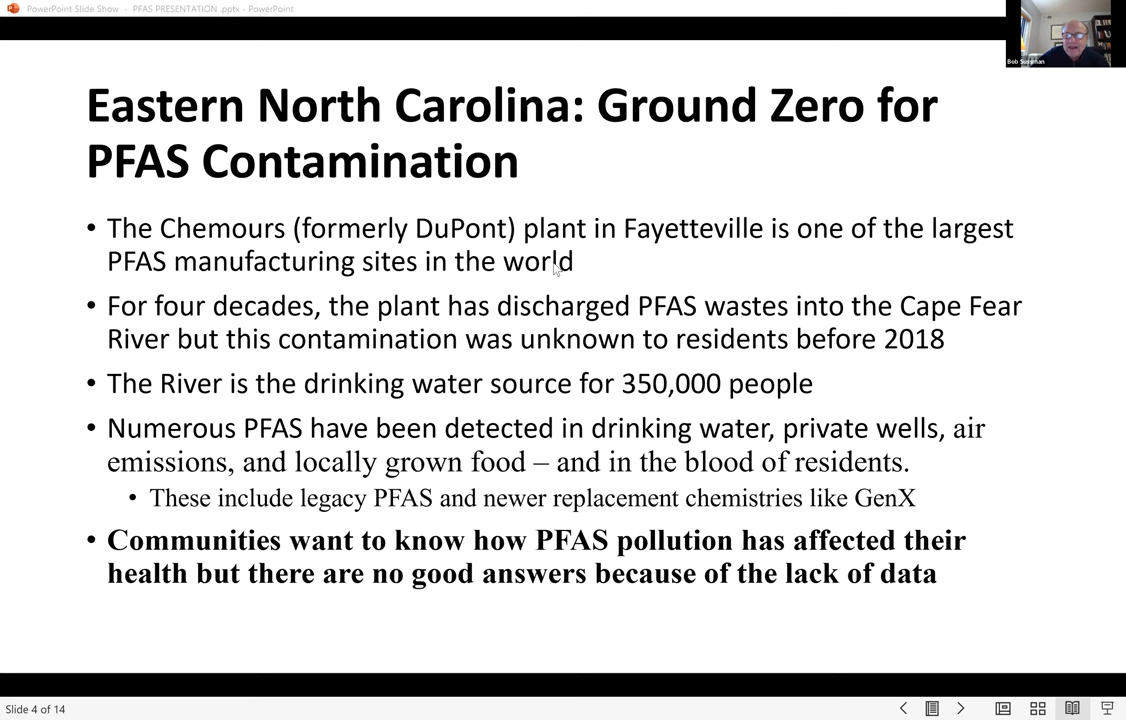 PowerPoint Slide Show - PFAS PRESENTATION .pptx - PowerPoint
Bob Sussman
Eastern North Carolina: Ground Zero for
PFAS Contamination
• The Chemours (formerly DuPont) plant in Fayetteville is one of the largest
PFAS manufacturing sites in the world
• For four decades, the plant has discharged PFAS wastes into the Cape Fear
River but this contamination was unknown to residents before 2018
• The River is the drinking water source for 350,000 people
• Numerous PFAS have been detected in drinking water, private wells, air
emissions, and locally grown food – and in the blood of residents.
• These include legacy PFAS and newer replacement chemistries like GenX
• Communities want to know how PFAS pollution has affected their
health but there are no good answers because of the lack of data
Slide 4 of 14